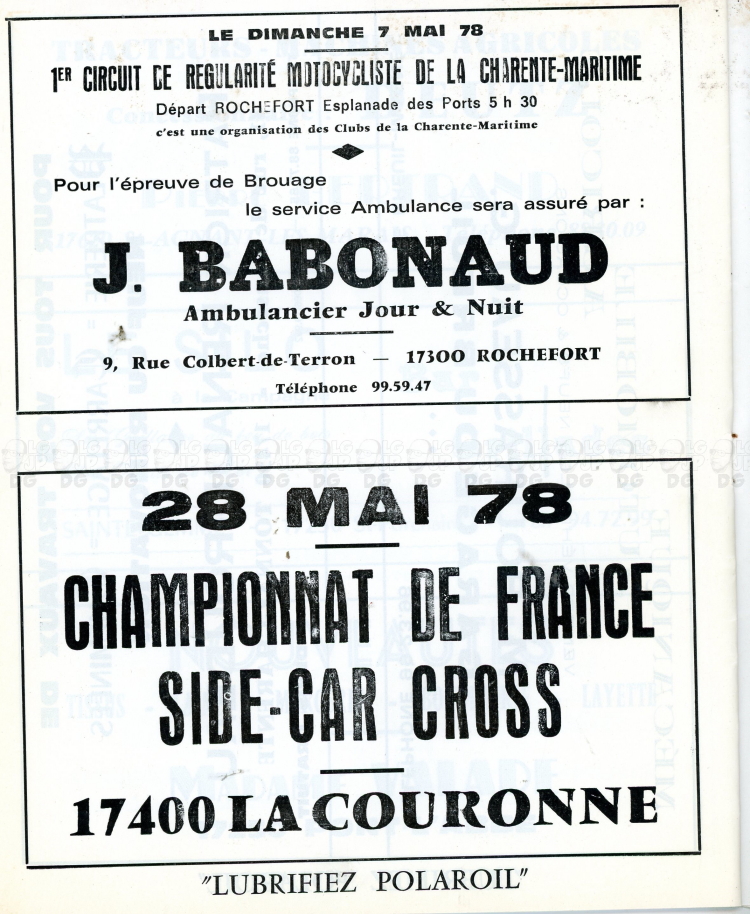 LE DIMANCHE 7 MAI 78
1ER CIRCUIT DE REGULARITÉ MOTOCYCLISTE DE LA CHARENTE-MARITIME
Départ ROCHEFORT Esplanade des Ports 5 h 30
c'est une organisation des Clubs de la Charente-Maritime
Pour l'épreuve de Brouage
le service Ambulance sera assuré par :
J. BABONAUD
Ambulancier Jour & Nuit
9, Rue Colbert-de-Terron — 17300 ROCHEFORT
Téléphone 99.59.47
28 MAI 78
CHAMPIONNAT DE FRANCE
SIDE-CAR CROSS
17400 LA COURONNE
"LUBRIFIEZ POLAROIL"